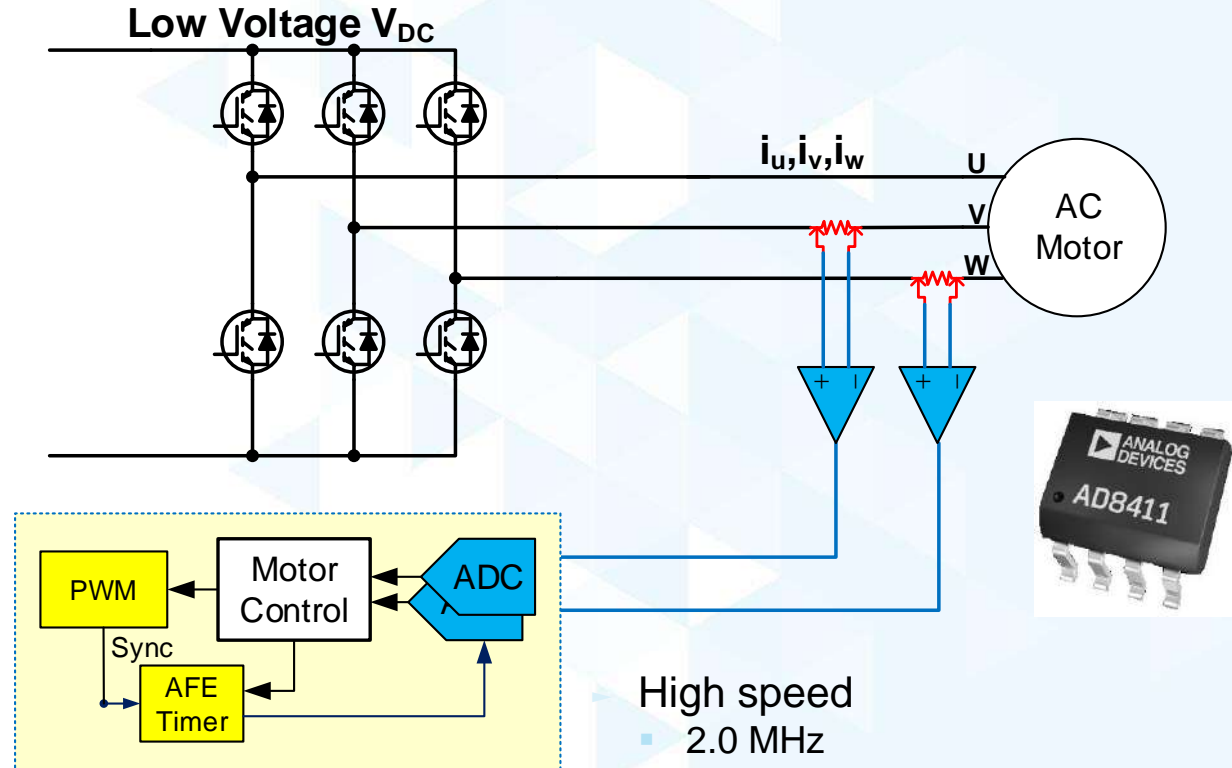 Low Voltage VDC
iu,iv,iw
U
V
W
AC
Motor
+ −
+ −
ANALOG
DEVICES
AD8411
PWM
Motor
Control
ADC
Sync
AFE
Timer
High speed
2.0 MHz